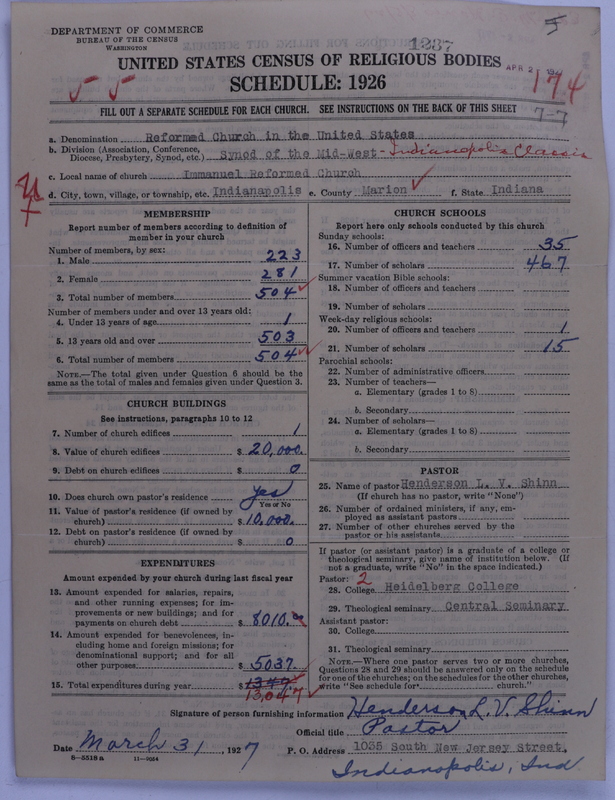 DEPARTMENT OF COMMERCE
BUREAU OF THE CENSUS
WASHINGTON
1237
5
UNITED STATES CENSUS OF RELIGIOUS BODIES
APR 2
174
SCHEDULE: 1926
5 5
FILL OUT A SEPARATE SCHEDULE FOR EACH CHURCH. SEE INSTRUCTIONS ON THE BACK OF THIS SHEET
7-7
a. Denomination Reformed Church in the United States
b. Division (Association, Conference, Diocese, Presbytery, Synod, etc.) Synod of the Mid-West - Indianapolis Classis
c. Local name of church Immanuel Reformed Church
d. City, town, village, or township, etc. Indianapolis e. County Marion f. State Indiana
MEMBERSHIP
Report number of members according to definition of
member in your church
Number of members, by sex:
1. Male 223
2. Female 281
3. Total number of members 504
Number of members under and over 13 years old:
4. Under 13 years of age 1
5. 13 years old and over 503
6. Total number of members 504
NOTE.—The total given under Question 6 should be the
same as the total of males and females given under Question 3.
CHURCH BUILDINGS
See instructions, paragraphs 10 to 12
7. Number of church edifices 1
8. Value of church edifices $ 20,000.
9. Debt on church edifices $ 0
10. Does church own pastor's residence yes
Yes or No
11. Value of pastor's residence (if owned by
church) $ 10,000.
12. Debt on pastor's residence (if owned by
church) $ 0
EXPENDITURES
Amount expended by your church during last fiscal year
13. Amount expended for salaries, repairs,
and other running expenses; for im-
provements or new buildings; and for
payments on church debt $ 8010.
14. Amount expended for benevolences, in-
cluding home and foreign missions; for
denominational support; and for all
other purposes $ 5037.
15. Total expenditures during year $
13,047
CHURCH SCHOOLS
Report here only schools conducted by this church
Sunday schools:
16. Number of officers and teachers 35
17. Number of scholars 467
Summer vacation Bible schools:
18. Number of officers and teachers
19. Number of scholars
Week-day religious schools:
20. Number of officers and teachers 1
21. Number of scholars 15
Parochial schools:
22. Number of administrative officers
23. Number of teachers—
a. Elementary (grades 1 to 8)
b. Secondary
24. Number of scholars—
a. Elementary (grades 1 to 8)
b. Secondary
PASTOR
25. Name of pastor Henderson L. V. Shinn
(If church has no pastor, write "None")
26. Number of ordained ministers, if any, em-
ployed as assistant pastors
27. Number of other churches served by the
pastor or his assistants
If pastor (or assistant pastor) is a graduate of a college or
theological seminary, give name of institution below. (If
not a graduate, write "No" in the space indicated.)
Pastor: 2
28. College Heidelberg College
29. Theological seminary Central Seminary
Assistant pastor:
30. College
31. Theological seminary
NOTE.—Where one pastor serves two or more churches,
Questions 28 and 29 should be answered only on the schedule
for one of the churches; on the schedules for the other churches,
write "See schedule for church."
Signature of person furnishing information Henderson L. V. Shinn
Official title Pastor
Date March 31, 1927 P. O. Address 1035 South New Jersey Street,
8-5518a 11-9084 Indianapolis, Ind